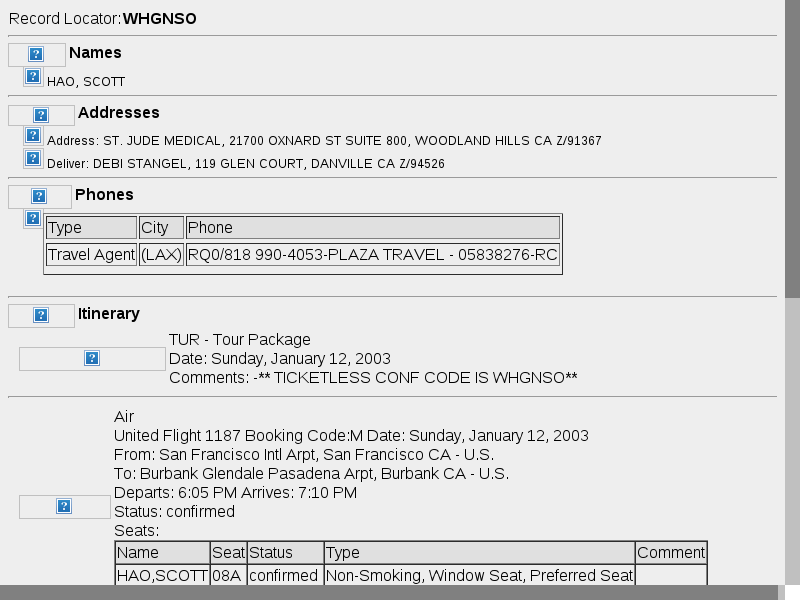 Record Locator:WHGNSO
Names
HAO, SCOTT
Addresses
Address: ST. JUDE MEDICAL, 21700 OXNARD ST SUITE 800, WOODLAND HILLS CA Z/91367
Deliver: DEBI STANGEL, 119 GLEN COURT, DANVILLE CA Z/94526
Phones
Type City Phone
Travel Agent (LAX) RQ0/818 990-4053-PLAZA TRAVEL - 05838276-RC
Itinerary
TUR - Tour Package
Date: Sunday, January 12, 2003
Comments: -** TICKETLESS CONF CODE IS WHGNSO**
Air
United Flight 1187 Booking Code:M Date: Sunday, January 12, 2003
From: San Francisco Intl Arpt, San Francisco CA - U.S.
To: Burbank Glendale Pasadena Arpt, Burbank CA - U.S.
Departs: 6:05 PM Arrives: 7:10 PM
Status: confirmed
Seats:
Name Seat Status Type Comment
HAO,SCOTT 08A confirmed Non-Smoking, Window Seat, Preferred Seat